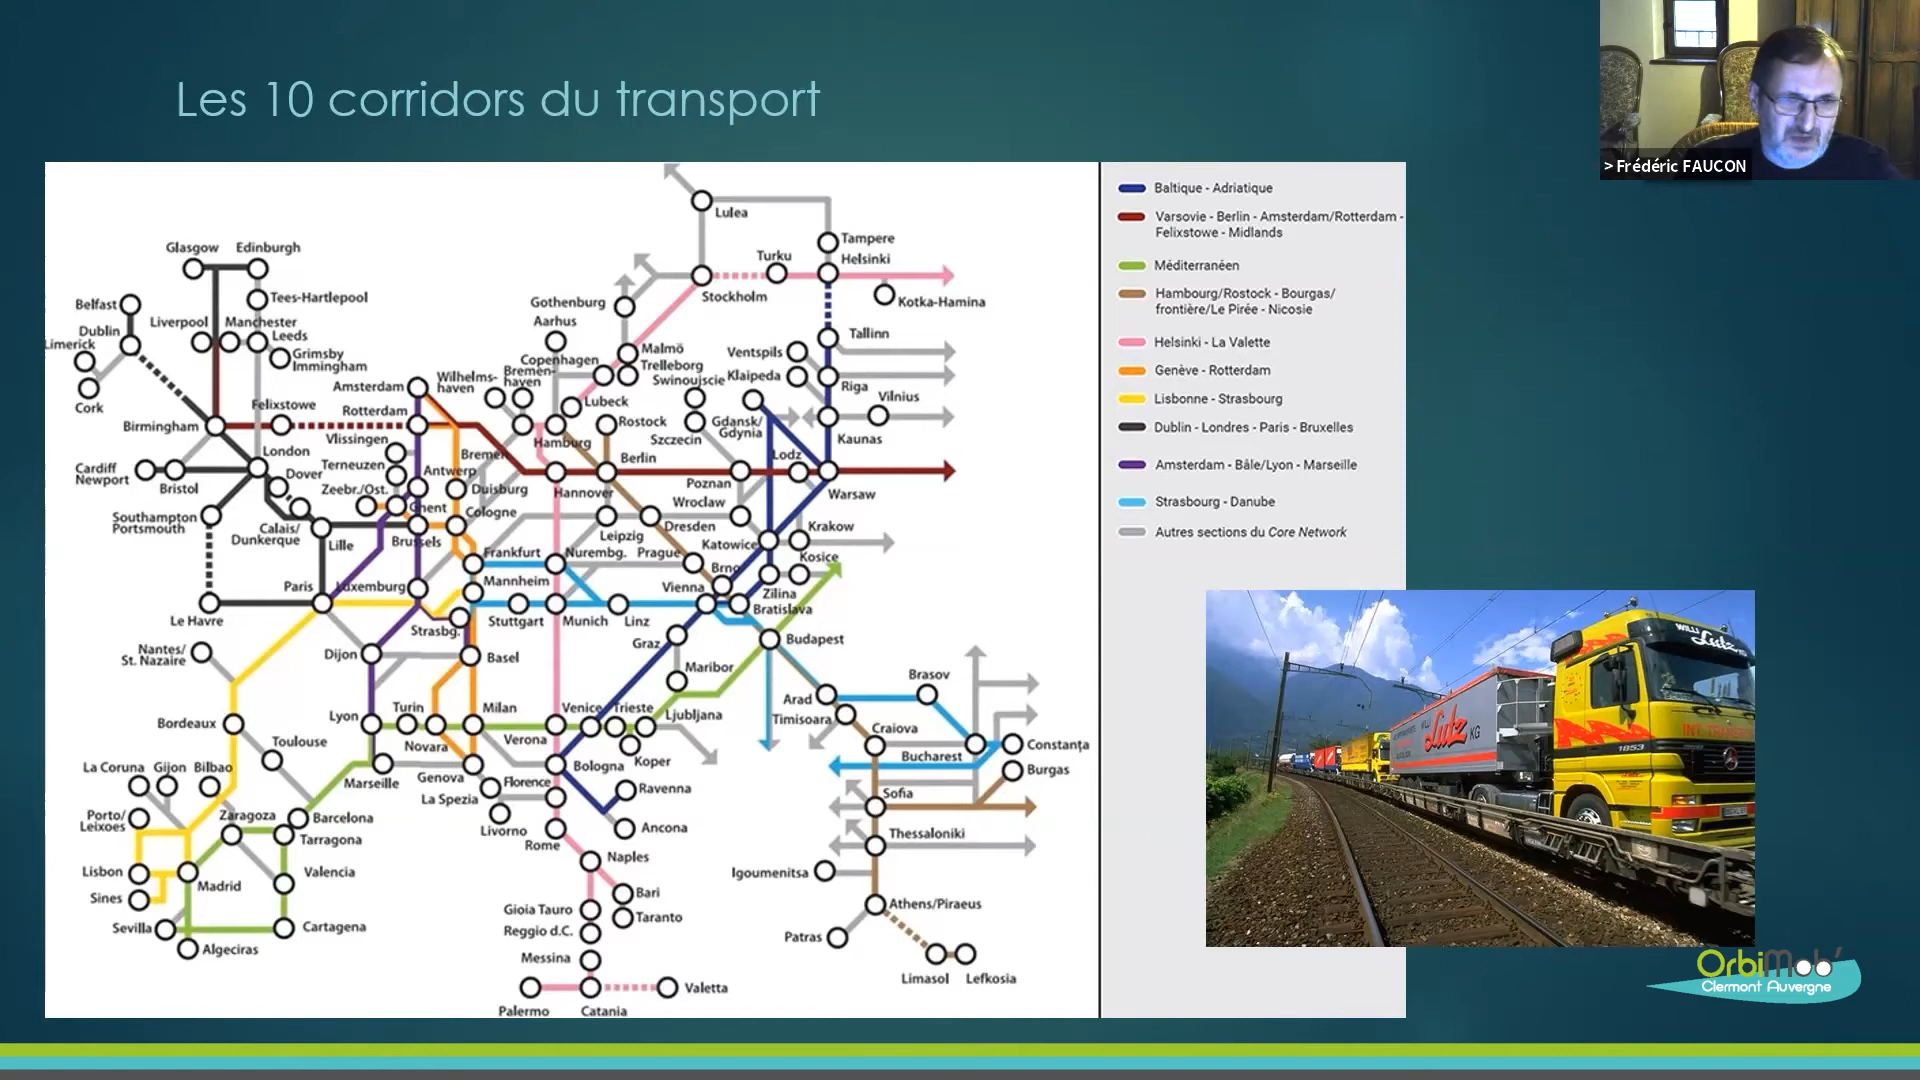 Les 10 corridors du transport
> Frédéric FAUCON
Lulea
Tampere
Turku
Helsinki
Stockholm
Kotka-Hamina
Glasgow
Edinburgh
Tees-Hartlepool
Belfast
Liverpool
Manchester
Dublin
Leeds
Limerick
Grimsby
Immingham
Cork
Gothenburg
Aarhus
Tallinn
Malmö
Copenhagen
Trelleborg
Ventspils
Swinoujscie
Klaipeda
Riga
Amsterdam
Wilhelms-
haven
Bremen-
haven
Vilnius
Lubeck
Felixstowe
Rotterdam
Rostock
Gdansk/
Gdynia
Birmingham
Vlissingen
Hamburg
Szczecin
Kaunas
London
Bremen
Berlin
Lodz
Cardiff
Newport
Terneuzen
Dover
Antwerp
Poznan
Bristol
Zeebr./Ost.
Duisburg
Hannover
Warsaw
Wroclaw
Ghent
Cologne
Southampton
Portsmouth
Calais/
Dunkerque
Leipzig
Dresden
Krakow
Lille
Brussels
Katowice
Kosice
Frankfurt
Nurembg.
Prague
Brno
Paris
Luxemburg
Mannheim
Vienna
Zilina
Bratislava
Le Havre
Strasbg.
Stuttgart
Munich
Linz
Graz
Budapest
Nantes/
St. Nazaire
Dijon
Basel
Maribor
Brasov
Arad
Bordeaux
Lyon
Turin
Milan
Venice
Trieste
Ljubljana
Timisoara
Craiova
Novara
Verona
Toulouse
Koper
Bucharest
Constanța
La Coruna
Gijon
Bilbao
Marseille
Genova
Florence
Bologna
Burgas
La Spezia
Ravenna
Sofia
Porto/
Leixoes
Zaragoza
Barcelona
Livorno
Ancona
Tarragona
Rome
Thessaloniki
Naples
Lisbon
Madrid
Valencia
Igoumenitsa
Sines
Bari
Gioia Tauro
Taranto
Athens/Piraeus
Sevilla
Cartagena
Reggio d.C.
Patras
Algeciras
Messina
Limasol
Lefkosia
Valetta
Palermo
Catania
Baltique - Adriatique
Varsovie - Berlin - Amsterdam/Rotterdam -
Felixstowe - Midlands
Méditerranéen
Hambourg/Rostock - Bourgas/
frontière/Le Pirée - Nicosie
Helsinki - La Valette
Genève - Rotterdam
Lisbonne - Strasbourg
Dublin - Londres - Paris - Bruxelles
Amsterdam - Bâle/Lyon - Marseille
Strasbourg - Danube
Autres sections du Core Network
WILLI Lutz KG
WILLI Lutz KG
1853
OrbiMob'
Clermont Auvergne